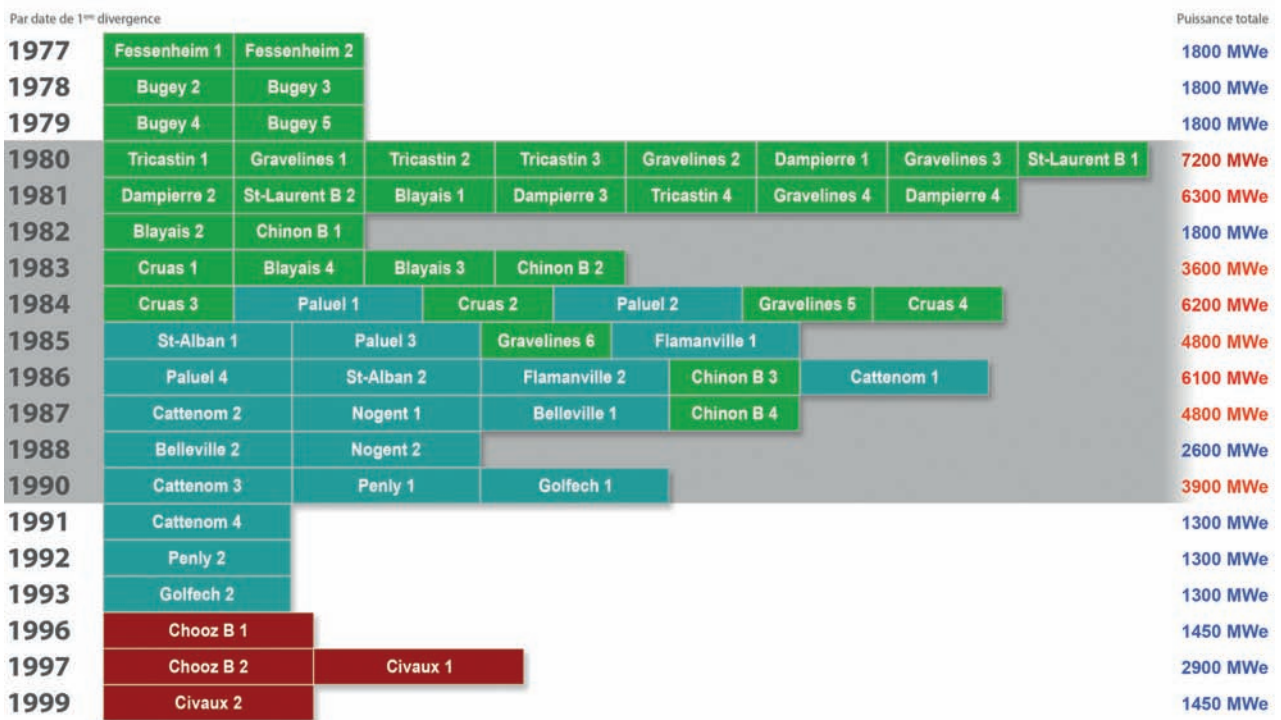 Par date de 1ère divergence Puissance totale
1977 Fessenheim 1 Fessenheim 2 1800 MWe
1978 Bugey 2 Bugey 3 1800 MWe
1979 Bugey 4 Bugey 5 1800 MWe
1980 Tricastin 1 Gravelines 1 Tricastin 2 Tricastin 3 Gravelines 2 Dampierre 1 Gravelines 3 St-Laurent B 1 7200 MWe
1981 Dampierre 2 St-Laurent B 2 Blayais 1 Dampierre 3 Tricastin 4 Gravelines 4 Dampierre 4 6300 MWe
1982 Blayais 2 Chinon B 1 1800 MWe
1983 Cruas 1 Blayais 4 Blayais 3 Chinon B 2 3600 MWe
1984 Cruas 3 Paluel 1 Cruas 2 Paluel 2 Gravelines 5 Cruas 4 6200 MWe
1985 St-Alban 1 Paluel 3 Gravelines 6 Flamanville 1 4800 MWe
1986 Paluel 4 St-Alban 2 Flamanville 2 Chinon B 3 Cattenom 1 6100 MWe
1987 Cattenom 2 Nogent 1 Belleville 1 Chinon B 4 4800 MWe
1988 Belleville 2 Nogent 2 2600 MWe
1990 Cattenom 3 Penly 1 Golfech 1 3900 MWe
1991 Cattenom 4 1300 MWe
1992 Penly 2 1300 MWe
1993 Golfech 2 1300 MWe
1996 Chooz B 1 1450 MWe
1997 Chooz B 2 Civaux 1 2900 MWe
1999 Civaux 2 1450 MWe